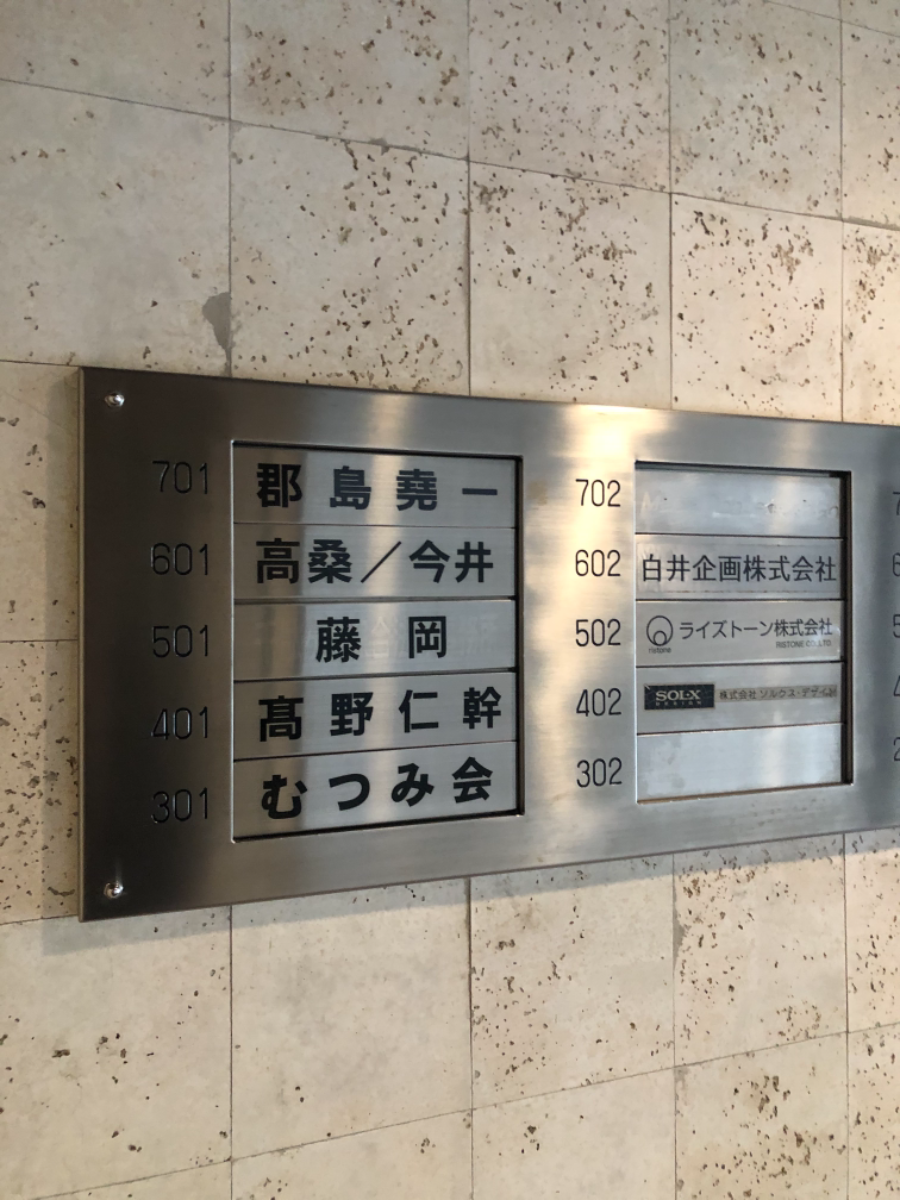 701 郡島堯一
601 高桑／今井
501 藤岡
401 髙野仁幹
301 むつみ会
702
602 白井企画株式会社
502 ライズトーン株式会社
ristone RISTONE CO.,LTD.
402 SOL-X DESIGN 株式会社 ソルクス・デザイン
302